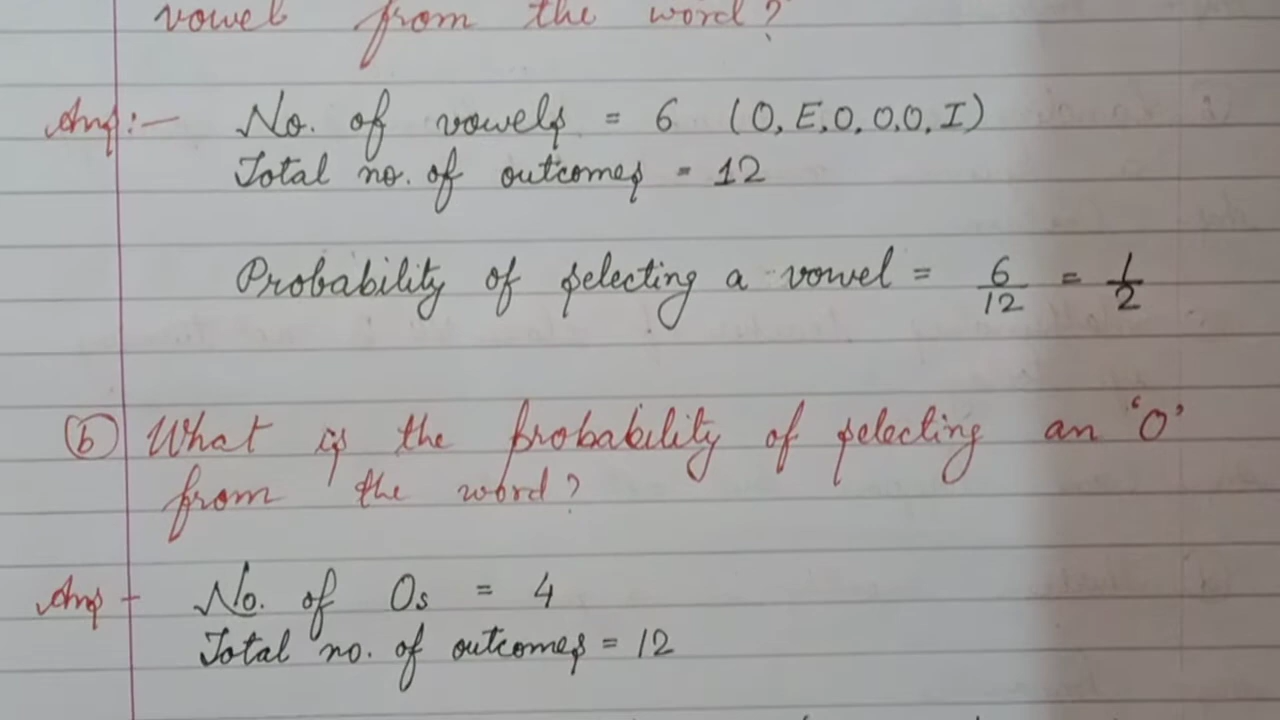 vowel from the word?
Ans:- No. of vowels = 6 (O, E, O, O, O, I)
Total no. of outcomes = 12
Probability of selecting a vowel = 6/12 = 1/2
(b) What is the probability of selecting an 'O'
from the word?
Ans - No. of Os = 4
Total no. of outcomes = 12